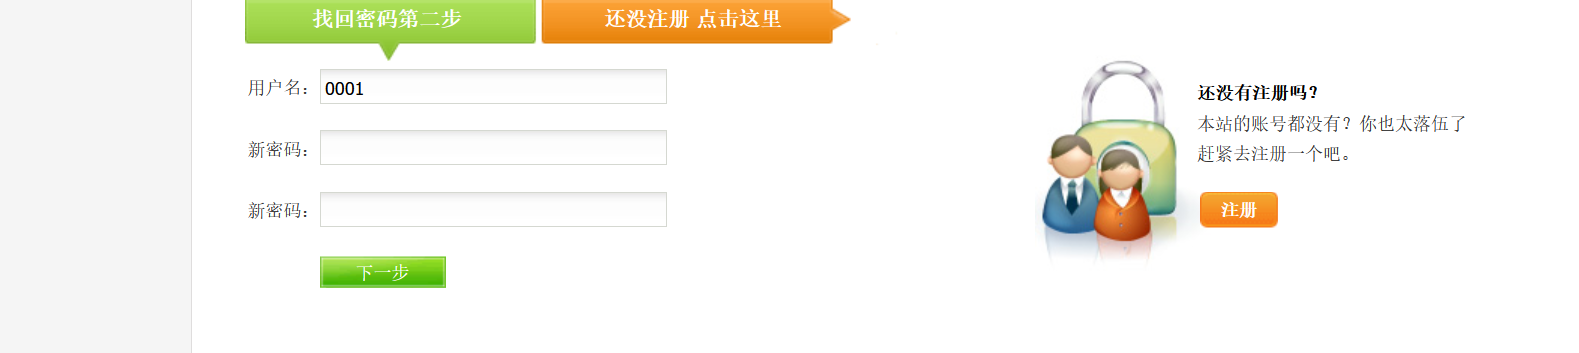 找回密码第二步
还没注册 点击这里
用户名：
0001
新密码：
新密码：
下一步
还没有注册吗？
本站的账号都没有？你也太落伍了
赶紧去注册一个吧。
注册